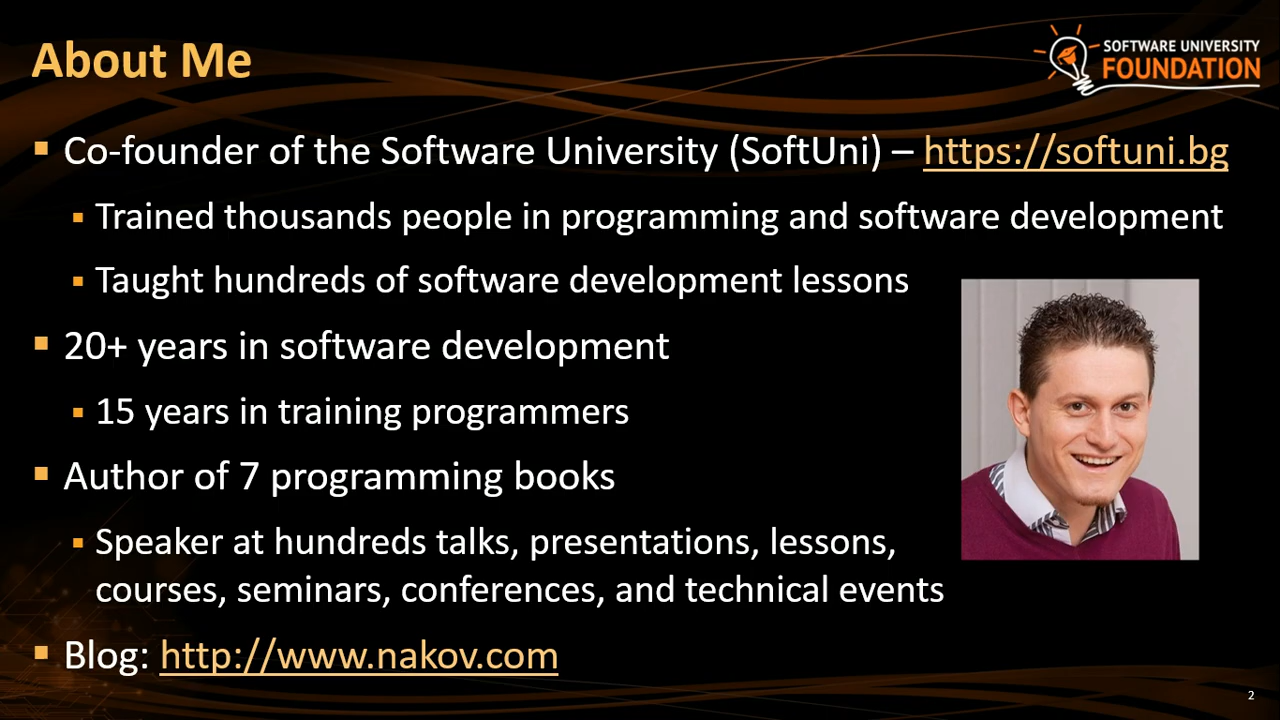 About Me
SOFTWARE UNIVERSITY
FOUNDATION
Co-founder of the Software University (SoftUni) – https://softuni.bg
Trained thousands people in programming and software development
Taught hundreds of software development lessons
20+ years in software development
15 years in training programmers
Author of 7 programming books
Speaker at hundreds talks, presentations, lessons,
courses, seminars, conferences, and technical events
Blog: http://www.nakov.com
2